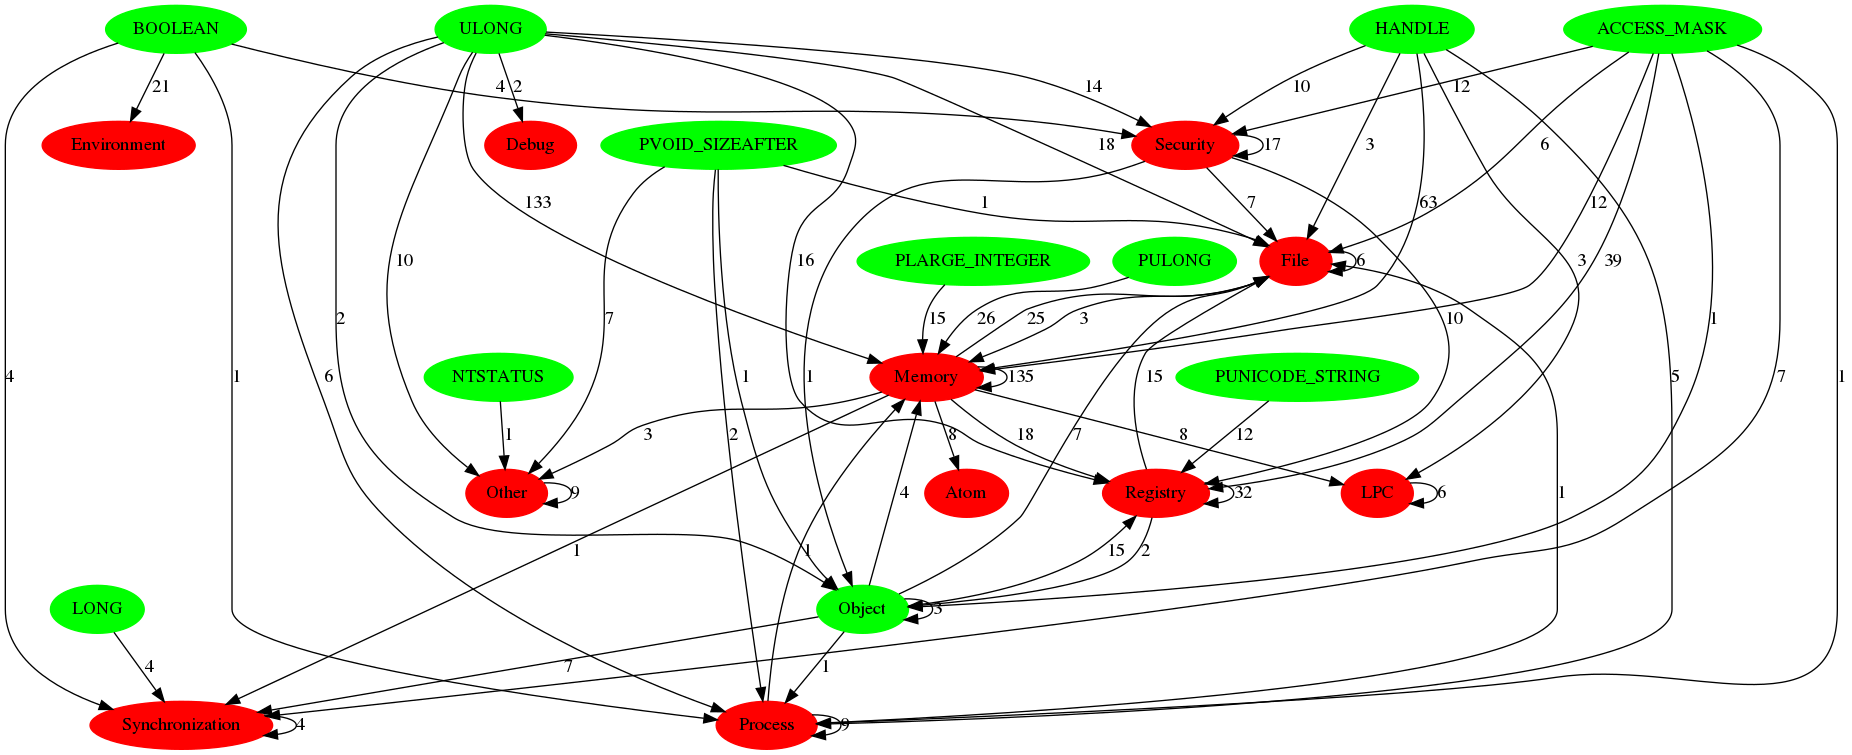 BOOLEAN
ULONG
HANDLE
ACCESS_MASK
21
4
2
14
10
12
Environment
Debug
PVOID_SIZEAFTER
Security
17
18
3
6
133
1
7
63
12
10
16
PLARGE_INTEGER
PULONG
File
6
3
39
2
7
15
26
25
3
10
1
4
1
6
NTSTATUS
1
2
1
Memory
135
15
PUNICODE_STRING
5
7
1
1
3
8
18
8
7
12
Other
9
Atom
Registry
32
LPC
6
4
1
1
1
15
2
LONG
Object
3
4
7
1
Synchronization
4
Process
9